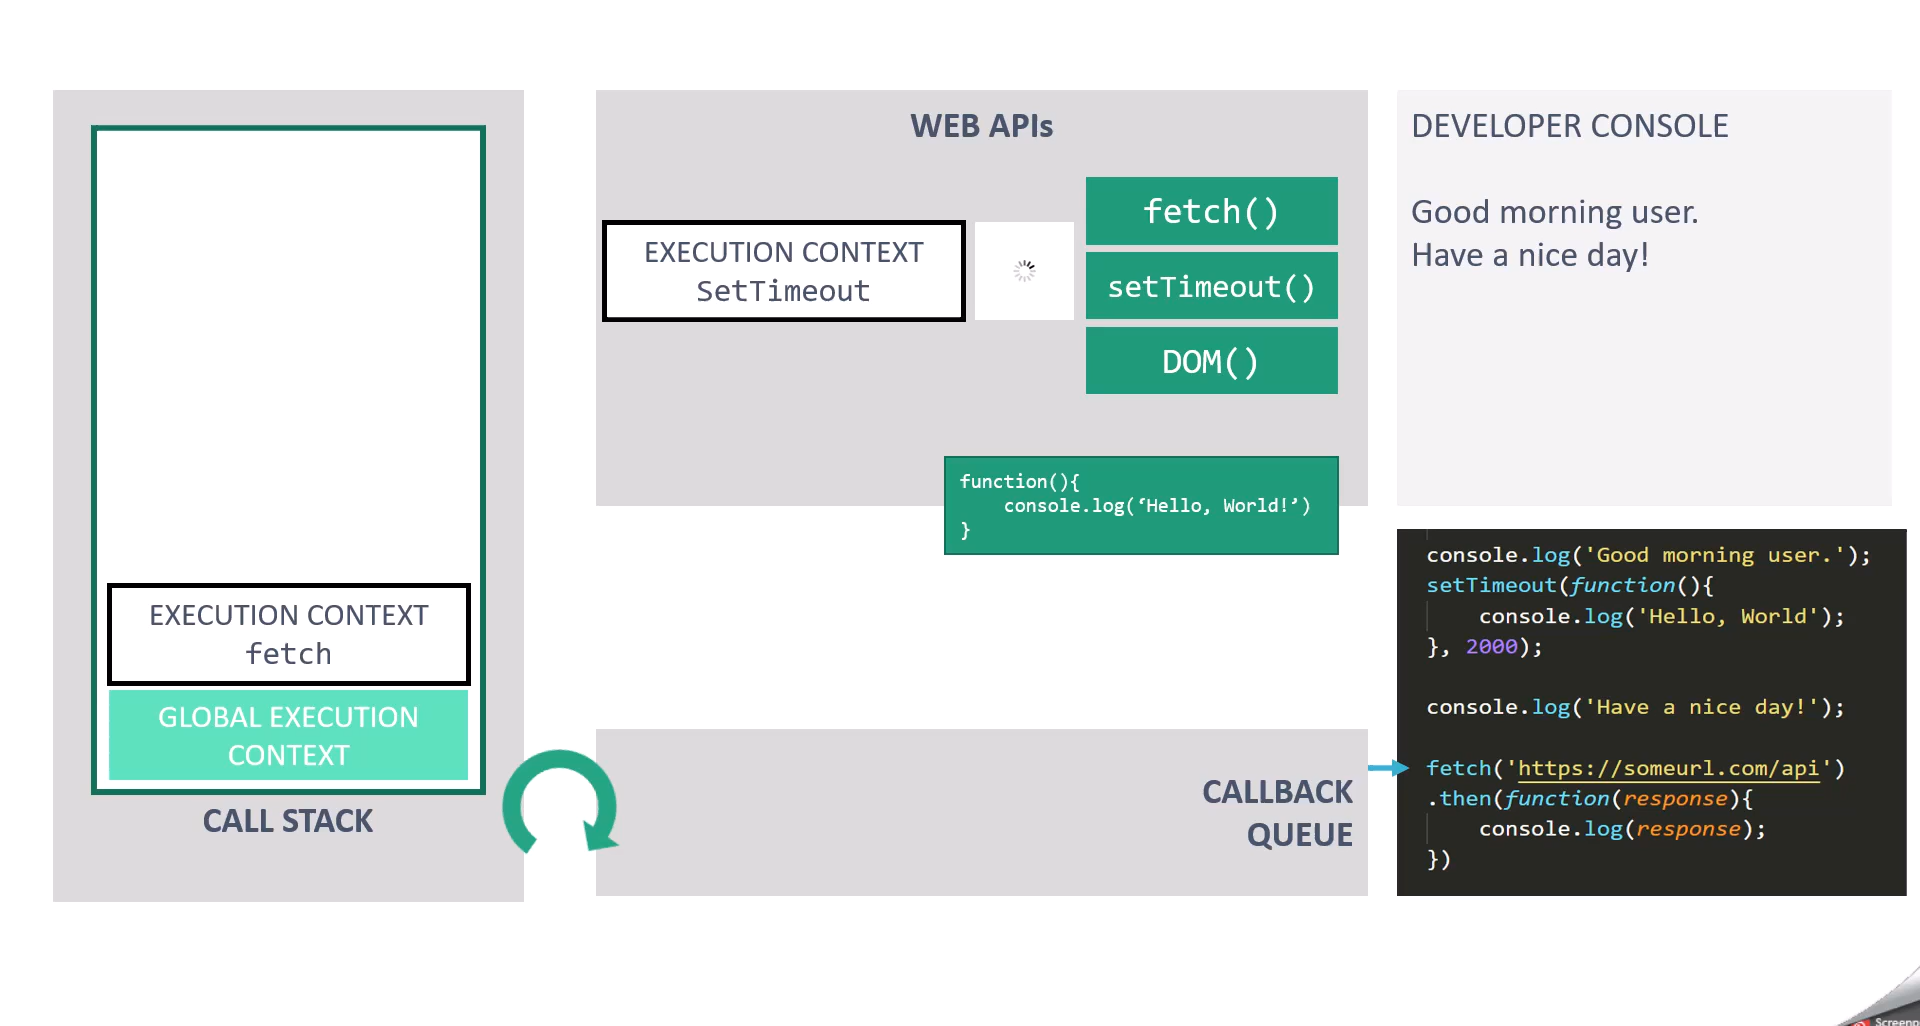 EXECUTION CONTEXT
fetch
GLOBAL EXECUTION
CONTEXT
CALL STACK
WEB APIs
EXECUTION CONTEXT
SetTimeout
fetch()
setTimeout()
DOM()
function(){
console.log(‘Hello, World!’)
}
CALLBACK
QUEUE
DEVELOPER CONSOLE
Good morning user.
Have a nice day!
console.log('Good morning user.');
setTimeout(function(){
console.log('Hello, World');
}, 2000);
console.log('Have a nice day!');
fetch('https://someurl.com/api')
.then(function(response){
console.log(response);
})